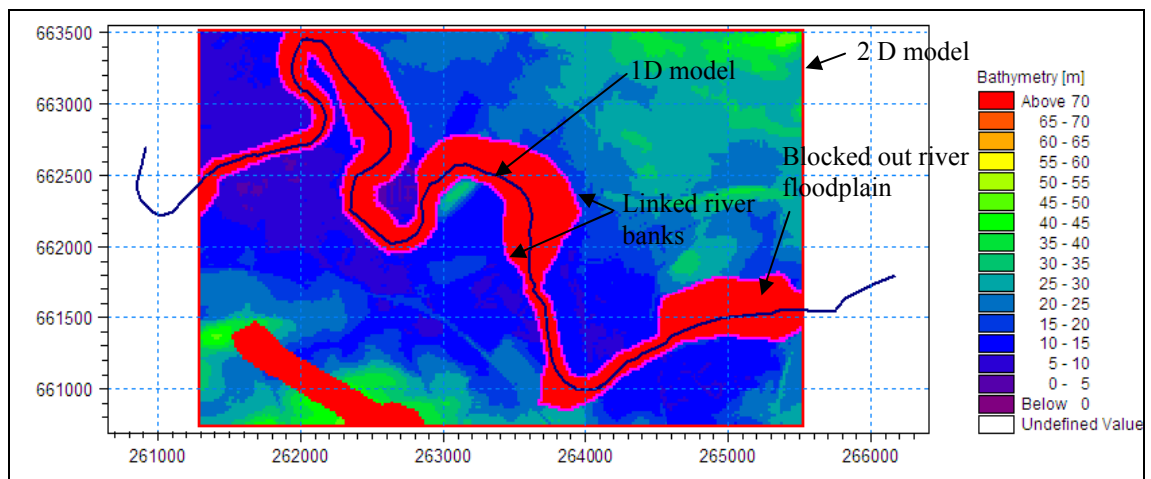 663500
663000
662500
662000
661500
661000
261000 262000 263000 264000 265000 266000
1D model
2 D model
Blocked out river
floodplain
Linked river
banks
Bathymetry [m]
Above 70
65 - 70
60 - 65
55 - 60
50 - 55
45 - 50
40 - 45
35 - 40
30 - 35
25 - 30
20 - 25
15 - 20
10 - 15
5 - 10
0 - 5
Below 0
Undefined Value